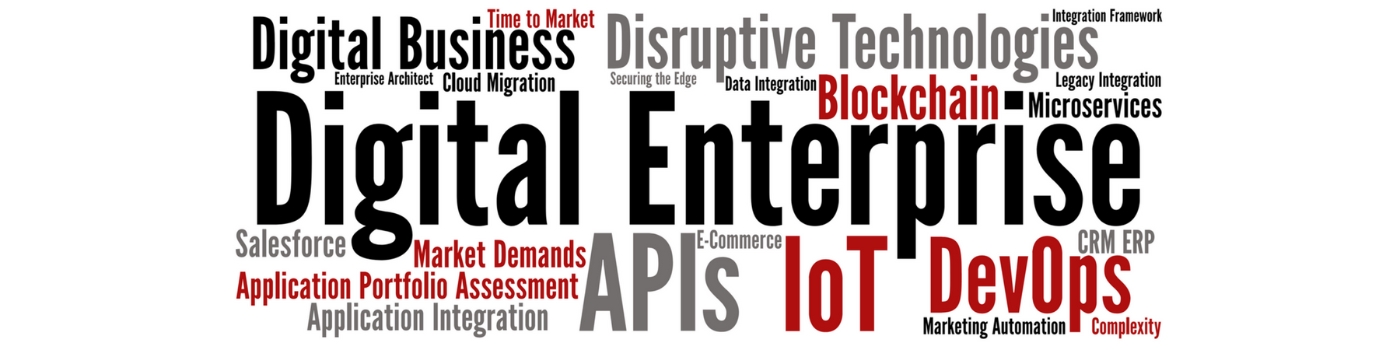 Time to Market
Integration Framework
Digital Business
Disruptive Technologies
Enterprise Architect
Cloud Migration
Securing the Edge
Data Integration
Legacy Integration
Blockchain
Microservices
Digital Enterprise
Salesforce
Market Demands
APIs
E-Commerce
IoT
DevOps
CRM ERP
Application Portfolio Assessment
Application Integration
Marketing Automation
Complexity